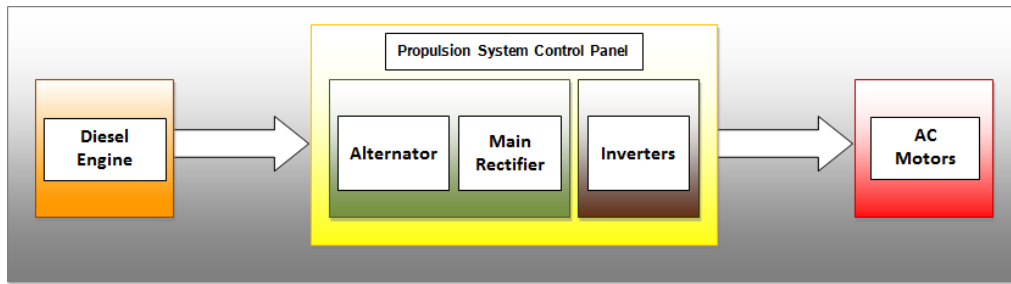 Propulsion System Control Panel
Diesel
Engine
Alternator
Main
Rectifier
Inverters
AC
Motors